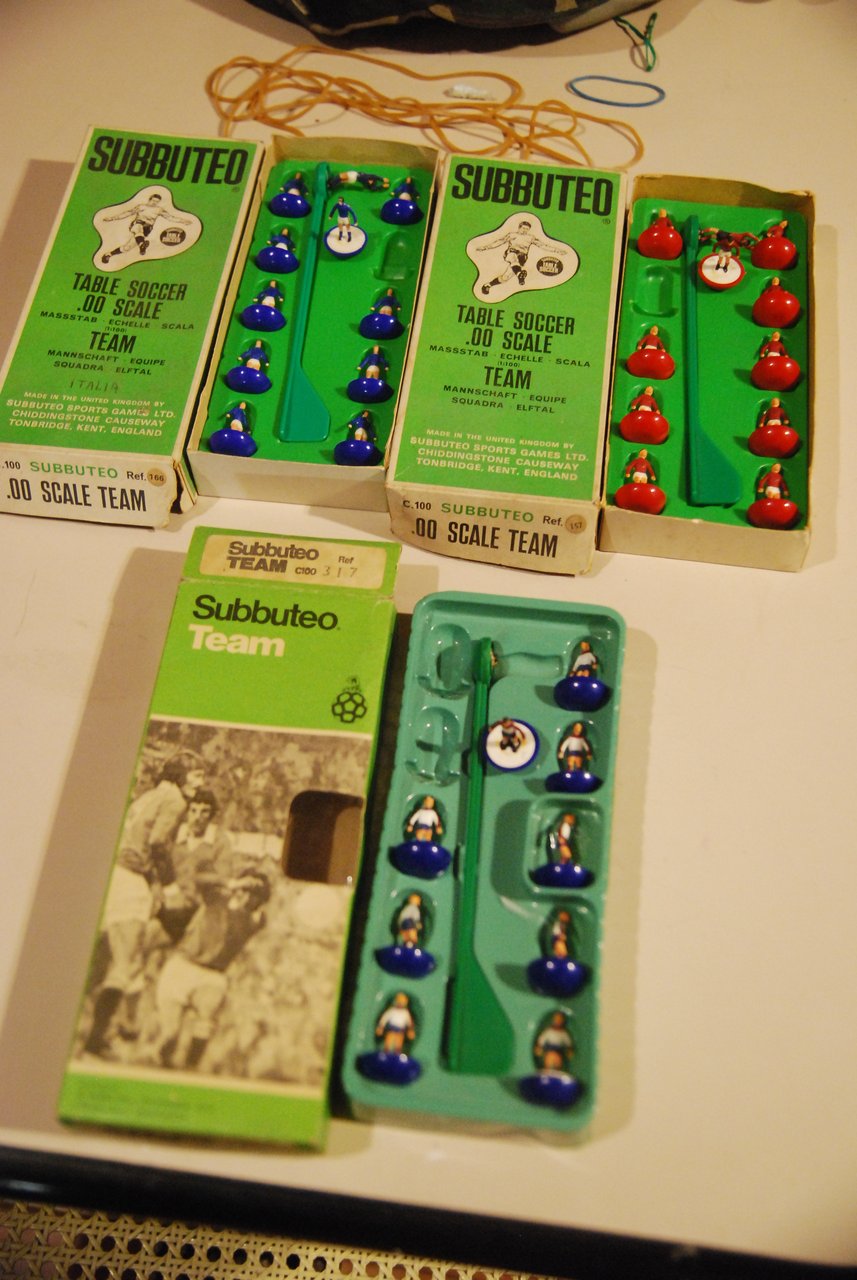 SUBBUTEO
TABLE SOCCER
.00 SCALE
MASSSTAB · ECHELLE · SCALA
(1:100)
TEAM
MANNSCHAFT · EQUIPE
SQUADRA · ELFTAL
ITALIA
MADE IN THE UNITED KINGDOM BY
SUBBUTEO SPORTS GAMES LTD.
CHIDDINGSTONE CAUSEWAY
TONBRIDGE, KENT, ENGLAND
.100 SUBBUTEO Ref. 166
.00 SCALE TEAM
SUBBUTEO
TABLE SOCCER
.00 SCALE
MASSSTAB · ECHELLE · SCALA
(1:100)
TEAM
MANNSCHAFT · EQUIPE
SQUADRA · ELFTAL
MADE IN THE UNITED KINGDOM BY
SUBBUTEO SPORTS GAMES LTD.
CHIDDINGSTONE CAUSEWAY
TONBRIDGE, KENT, ENGLAND
C.100 SUBBUTEO Ref. 157
.00 SCALE TEAM
Subbuteo Ref
TEAM C100 317
Subbuteo
Team